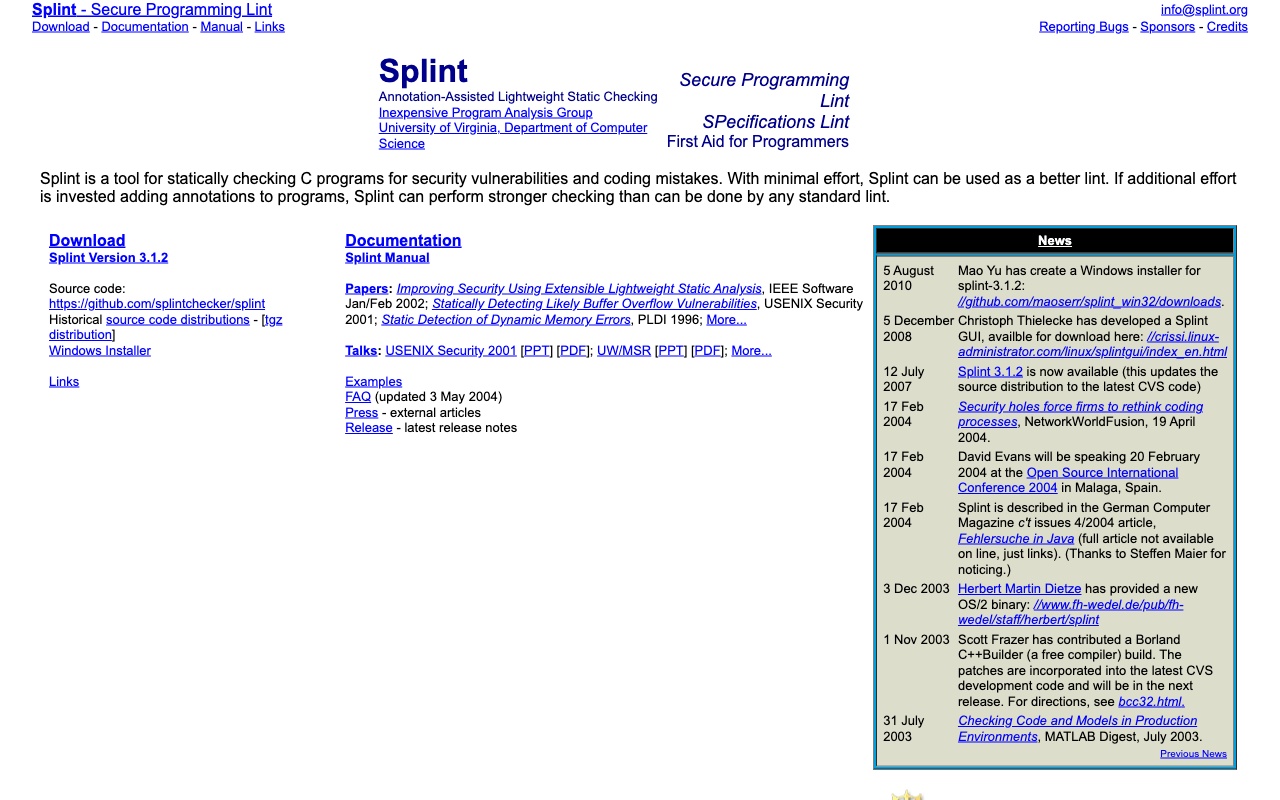 Splint - Secure Programming Lint
info@splint.org
Download - Documentation - Manual - Links
Reporting Bugs - Sponsors - Credits
Splint
Annotation-Assisted Lightweight Static Checking
Inexpensive Program Analysis Group
University of Virginia, Department of Computer
Science
Secure Programming
Lint
SPecifications Lint
First Aid for Programmers
Splint is a tool for statically checking C programs for security vulnerabilities and coding mistakes. With minimal effort, Splint can be used as a better lint. If additional effort
is invested adding annotations to programs, Splint can perform stronger checking than can be done by any standard lint.
Download
Splint Version 3.1.2
Source code:
https://github.com/splintchecker/splint
Historical source code distributions - [tgz
distribution]
Windows Installer
Links
Documentation
Splint Manual
Papers: Improving Security Using Extensible Lightweight Static Analysis, IEEE Software
Jan/Feb 2002; Statically Detecting Likely Buffer Overflow Vulnerabilities, USENIX Security
2001; Static Detection of Dynamic Memory Errors, PLDI 1996; More...
Talks: USENIX Security 2001 [PPT] [PDF]; UW/MSR [PPT] [PDF]; More...
Examples
FAQ (updated 3 May 2004)
Press - external articles
Release - latest release notes
News
5 August
2010
Mao Yu has create a Windows installer for
splint-3.1.2:
//github.com/maoserr/splint_win32/downloads.
5 December
2008
Christoph Thielecke has developed a Splint
GUI, availble for download here: //crissi.linux-
administrator.com/linux/splintgui/index_en.html
12 July
2007
Splint 3.1.2 is now available (this updates the
source distribution to the latest CVS code)
17 Feb
2004
Security holes force firms to rethink coding
processes, NetworkWorldFusion, 19 April
2004.
17 Feb
2004
David Evans will be speaking 20 February
2004 at the Open Source International
Conference 2004 in Malaga, Spain.
17 Feb
2004
Splint is described in the German Computer
Magazine c't issues 4/2004 article,
Fehlersuche in Java (full article not available
on line, just links). (Thanks to Steffen Maier for
noticing.)
3 Dec 2003
Herbert Martin Dietze has provided a new
OS/2 binary: //www.fh-wedel.de/pub/fh-
wedel/staff/herbert/splint
1 Nov 2003
Scott Frazer has contributed a Borland
C++Builder (a free compiler) build. The
patches are incorporated into the latest CVS
development code and will be in the next
release. For directions, see bcc32.html.
31 July
2003
Checking Code and Models in Production
Environments, MATLAB Digest, July 2003.
Previous News